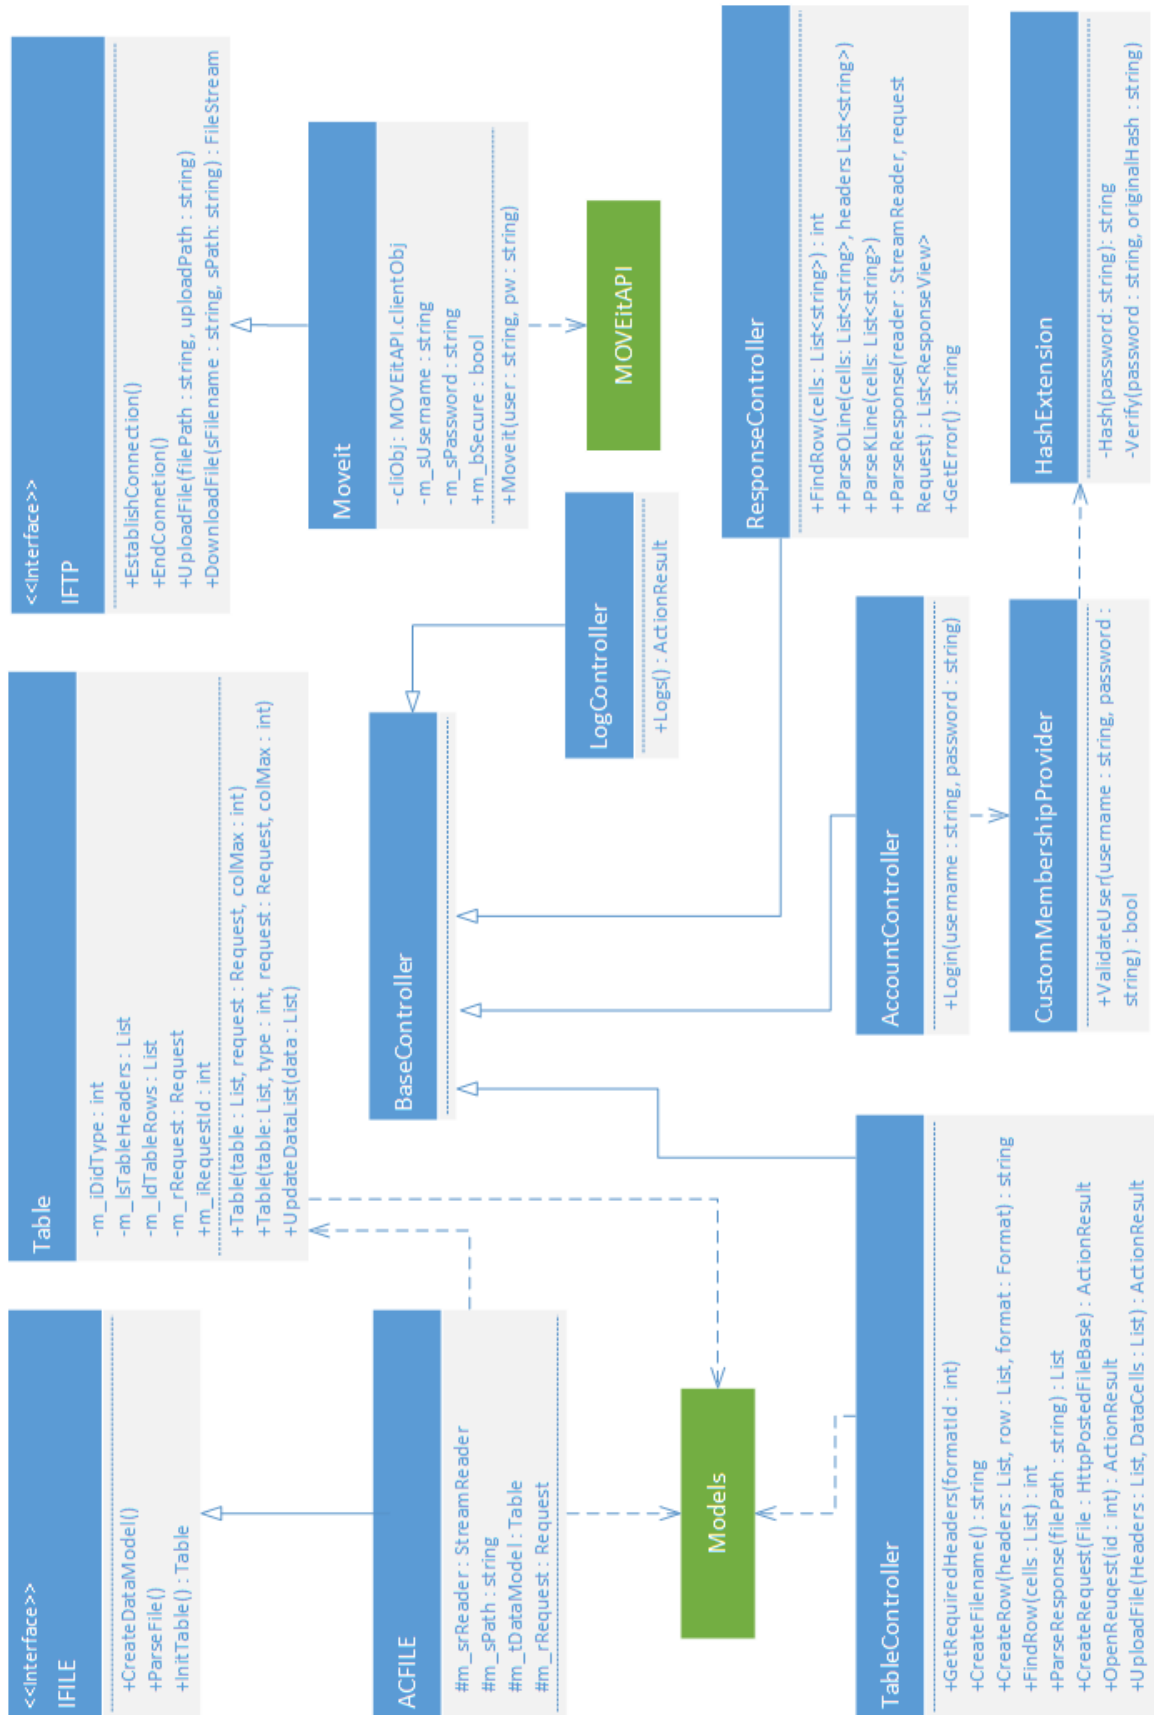 <<Interface>>
IFILE
+CreateDataModel()
+ParseFile()
+InitTable() : Table
Table
-m_iDidType : int
-m_lsTableHeaders : List
-m_ldTableRows : List
-m_rRequest : Request
+m_iRequestId : int
+Table(table : List, request : Request, colMax : int)
+Table(table: List, type : int, request : Request, colMax : int)
+UpdateDataList(data : List)
<<Interface>>
IFTP
+EstablishConnection()
+EndConnetion()
+UploadFile(filePath : string, uploadPath : string)
+DownloadFile(sFilename : string, sPath: string) : FileStream
ACFILE
#m_srReader : StreamReader
#m_sPath : string
#m_tDataModel : Table
#m_rRequest : Request
BaseController
Moveit
-cliObj: MOVEitAPI.clientObj
-m_sUsername : string
-m_sPassword : string
+m_bSecure : bool
+Moveit(user : string, pw : string)
LogController
+Logs() : ActionResult
MOVEitAPI
Models
ResponseController
+FindRow(cells : List<string>) : int
+ParseOLine(cells: List<string>, headers List<string>)
+ParseKLine(cells: List<string>)
+ParseResponse(reader : StreamReader, request
Request) : List<ResponseView>
+GetError() : string
TableController
+GetRequiredHeaders(formatId : int)
+CreateFilename() : string
+CreateRow(headers : List, row : List, format : Format) : string
+FindRow(cells : List) : int
+ParseResponse(filePath : string) : List
+CreateRequest(File : HttpPostedFileBase) : ActionResult
+OpenReuqest(id : int) : ActionResult
+UploadFile(Headers : List, DataCells : List) : ActionResult
AccountController
+Login(username : string, password : string)
CustomMembershipProvider
+ValidateUser(username : string, password :
string) : bool
HashExtension
-Hash(password: string): string
-Verify(password : string, originalHash : string)